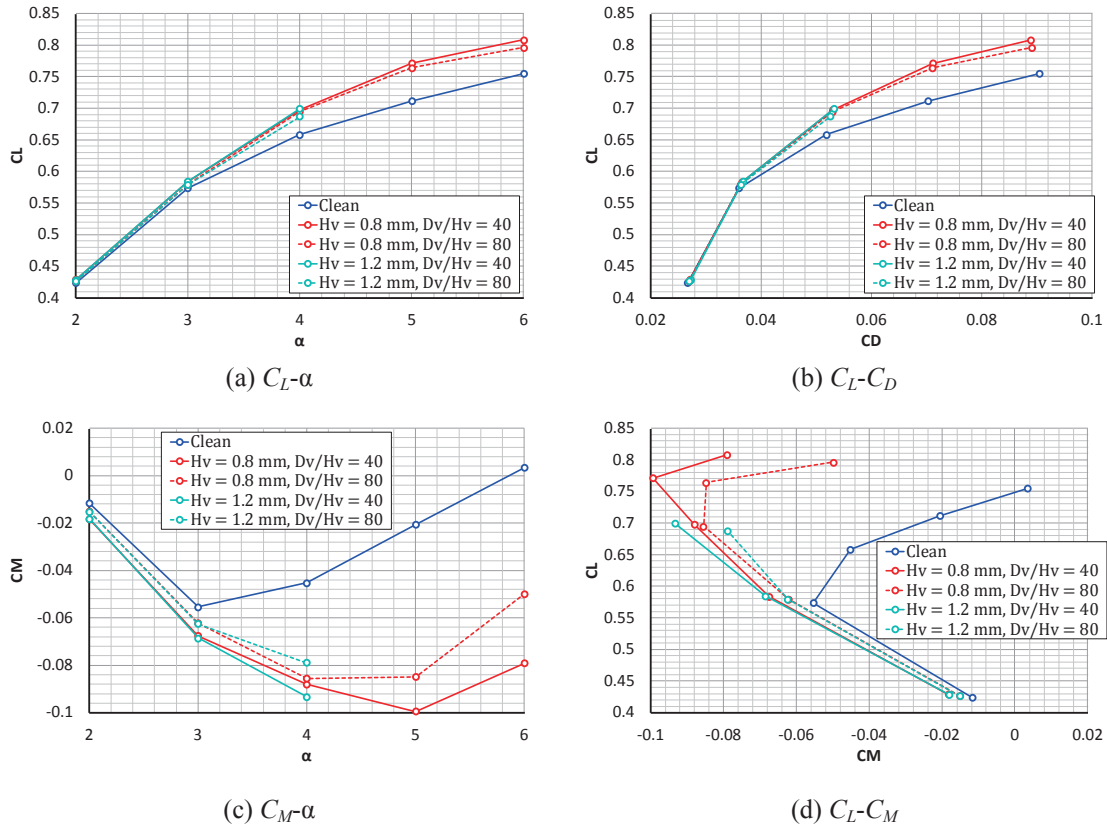 0.85
0.8
0.75
0.7
0.65
0.6
0.55
0.5
0.45
0.4
CL
2 3 4 5 6
α
Clean
Hv = 0.8 mm, Dv/Hv = 40
Hv = 0.8 mm, Dv/Hv = 80
Hv = 1.2 mm, Dv/Hv = 40
Hv = 1.2 mm, Dv/Hv = 80
(a) C_L-α
0.85
0.8
0.75
0.7
0.65
0.6
0.55
0.5
0.45
0.4
CL
0.02 0.04 0.06 0.08 0.1
CD
Clean
Hv = 0.8 mm, Dv/Hv = 40
Hv = 0.8 mm, Dv/Hv = 80
Hv = 1.2 mm, Dv/Hv = 40
Hv = 1.2 mm, Dv/Hv = 80
(b) C_L-C_D
0.02
0
-0.02
-0.04
-0.06
-0.08
-0.1
CM
2 3 4 5 6
α
Clean
Hv = 0.8 mm, Dv/Hv = 40
Hv = 0.8 mm, Dv/Hv = 80
Hv = 1.2 mm, Dv/Hv = 40
Hv = 1.2 mm, Dv/Hv = 80
(c) C_M-α
0.85
0.8
0.75
0.7
0.65
0.6
0.55
0.5
0.45
0.4
CL
-0.1 -0.08 -0.06 -0.04 -0.02 0 0.02
CM
Clean
Hv = 0.8 mm, Dv/Hv = 40
Hv = 0.8 mm, Dv/Hv = 80
Hv = 1.2 mm, Dv/Hv = 40
Hv = 1.2 mm, Dv/Hv = 80
(d) C_L-C_M